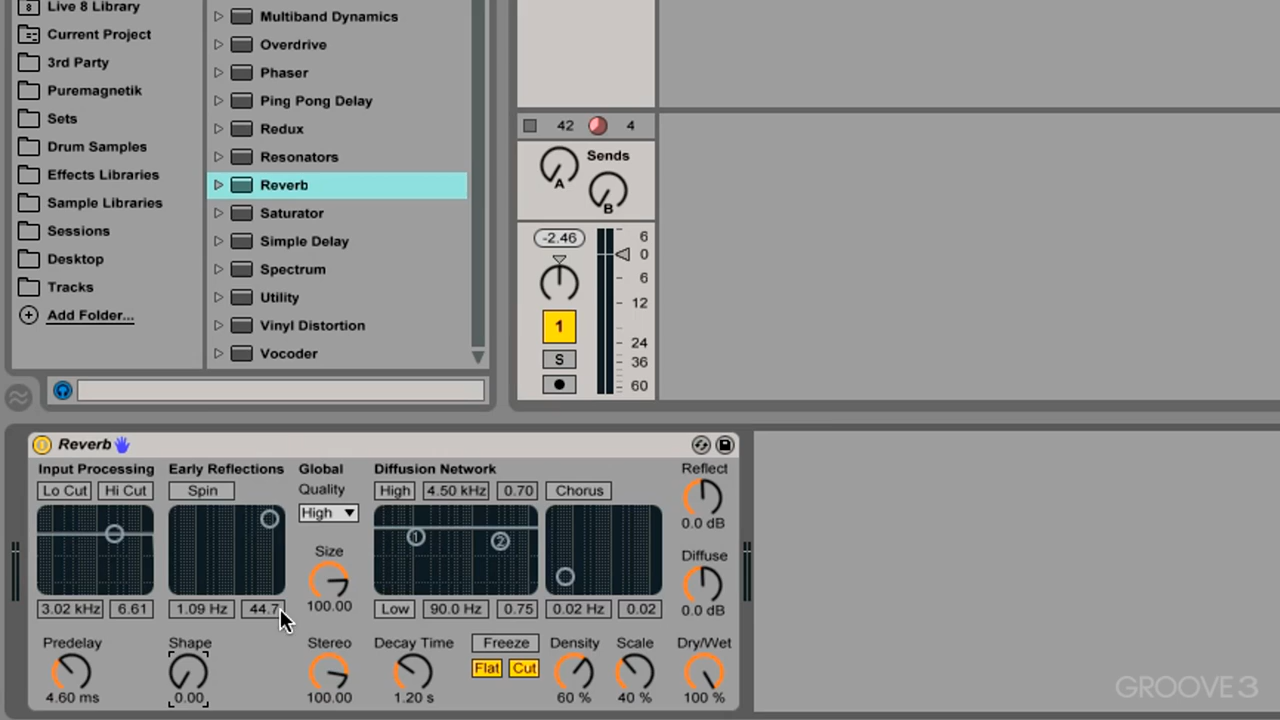 Live 8 Library
Current Project
3rd Party
Puremagnetik
Sets
Drum Samples
Effects Libraries
Sample Libraries
Sessions
Desktop
Tracks
Add Folder...
Multiband Dynamics
Overdrive
Phaser
Ping Pong Delay
Redux
Resonators
Reverb
Saturator
Simple Delay
Spectrum
Utility
Vinyl Distortion
Vocoder
42 4
Sends
A
B
-2.46
6
0
6
12
24
36
60
1
S
Reverb
Input Processing
Lo Cut Hi Cut
3.02 kHz 6.61
Predelay
4.60 ms
Early Reflections
Spin
1.09 Hz 44.7
Shape
0.00
Global
Quality
High
Size
100.00
Stereo
100.00
Diffusion Network
High 4.50 kHz 0.70 Chorus
1 2
Low 90.0 Hz 0.75 0.02 Hz 0.02
Decay Time
1.20 s
Freeze
Flat Cut
Density
60 %
Scale
40 %
Reflect
0.0 dB
Diffuse
0.0 dB
Dry/Wet
100 %
GROOVE3